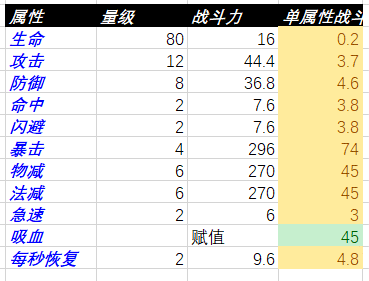 属性 量级 战斗力 单属性战斗
生命 80 16 0.2
攻击 12 44.4 3.7
防御 8 36.8 4.6
命中 2 7.6 3.8
闪避 2 7.6 3.8
暴击 4 296 74
物减 6 270 45
法减 6 270 45
急速 2 6 3
吸血 赋值 45
每秒恢复 2 9.6 4.8